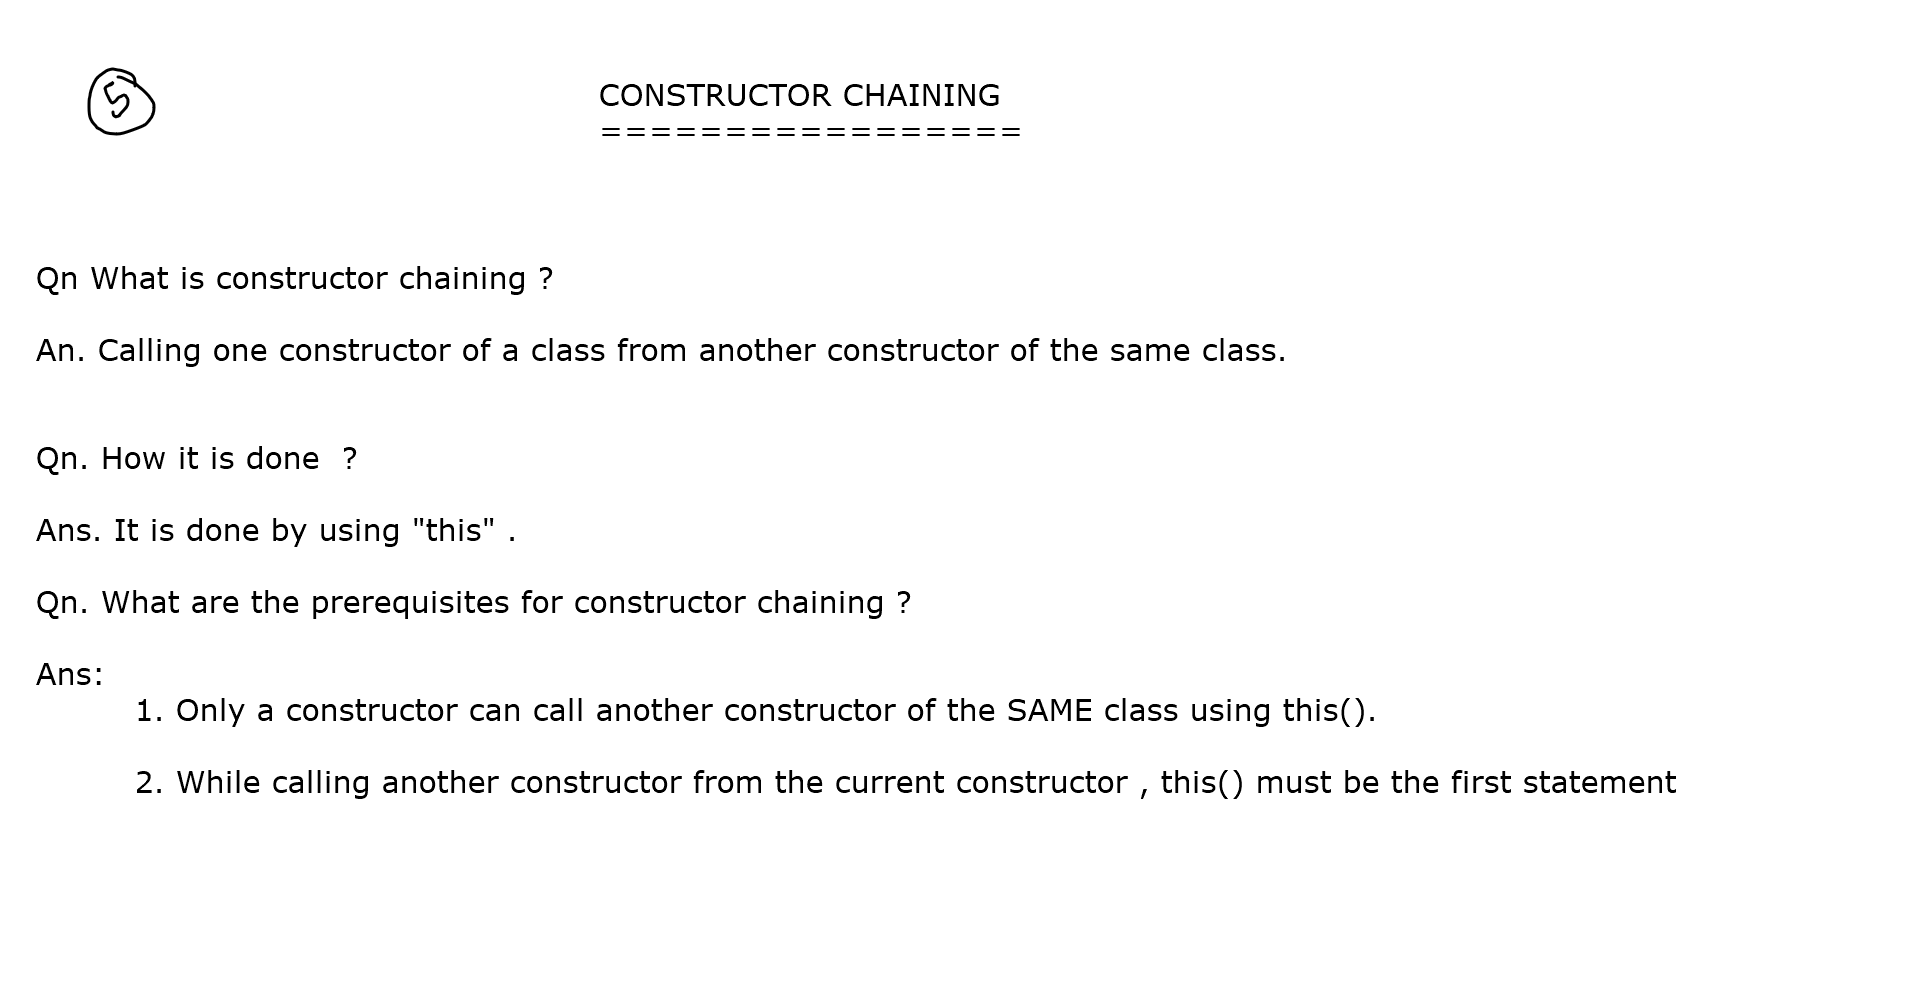 5
CONSTRUCTOR CHAINING
=================
Qn What is constructor chaining ?
An. Calling one constructor of a class from another constructor of the same class.
Qn. How it is done  ?
Ans. It is done by using "this" .
Qn. What are the prerequisites for constructor chaining ?
Ans:
1. Only a constructor can call another constructor of the SAME class using this().
2. While calling another constructor from the current constructor , this() must be the first statement